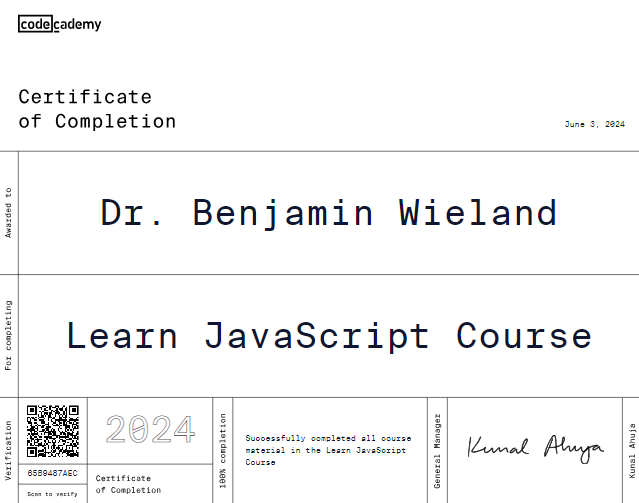 codecademy
Certificate
of Completion
June 3, 2024
Awarded to
Dr. Benjamin Wieland
For completing
Learn JavaScript Course
Verification
65B9487AEC
Scan to verify
2024
Certificate
of Completion
100% completion
Successfully completed all course
material in the Learn JavaScript
Course
General Manager
Kunal Ahuja
Kunal Ahuja